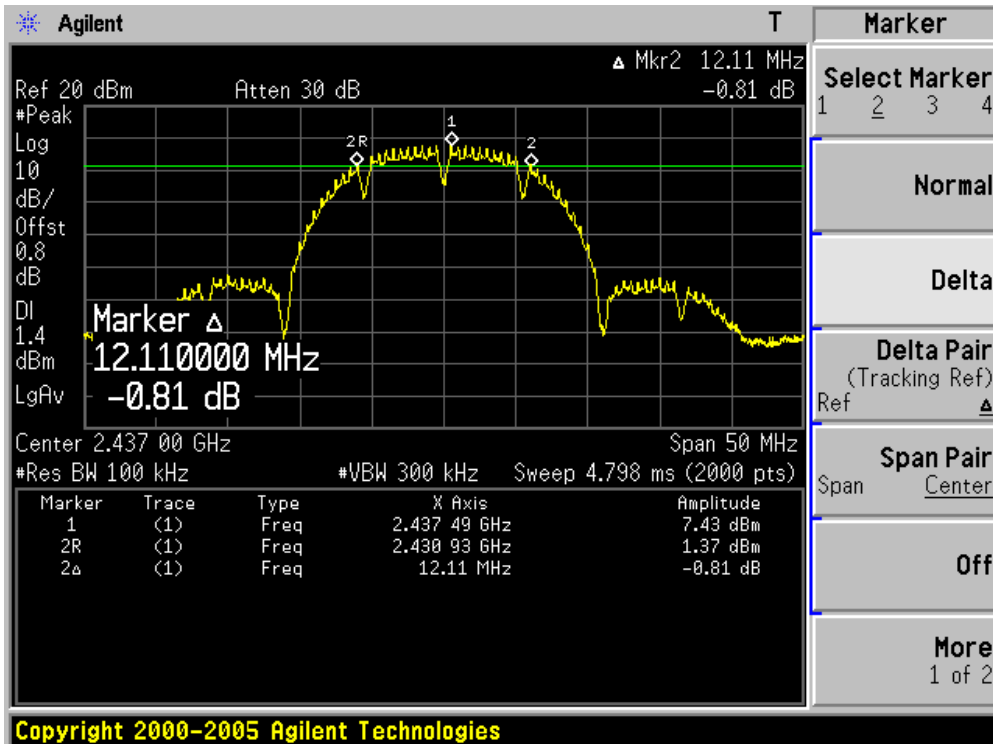 Agilent T
Δ Mkr2 12.11 MHz
Ref 20 dBm Atten 30 dB -0.81 dB
#Peak
Log
10
dB/
Offst
0.8
dB
DI
1.4
dBm
LgAv
2R
1
2
Marker Δ
12.110000 MHz
-0.81 dB
Center 2.437 00 GHz Span 50 MHz
#Res BW 100 kHz #VBW 300 kHz Sweep 4.798 ms (2000 pts)
Marker Trace Type X Axis Amplitude
1 (1) Freq 2.437 49 GHz 7.43 dBm
2R (1) Freq 2.430 93 GHz 1.37 dBm
2Δ (1) Freq 12.11 MHz -0.81 dB
Marker
Select Marker
1 2 3 4
Normal
Delta
Delta Pair
(Tracking Ref)
Ref Δ
Span Pair
Span Center
Off
More
1 of 2
Copyright 2000-2005 Agilent Technologies